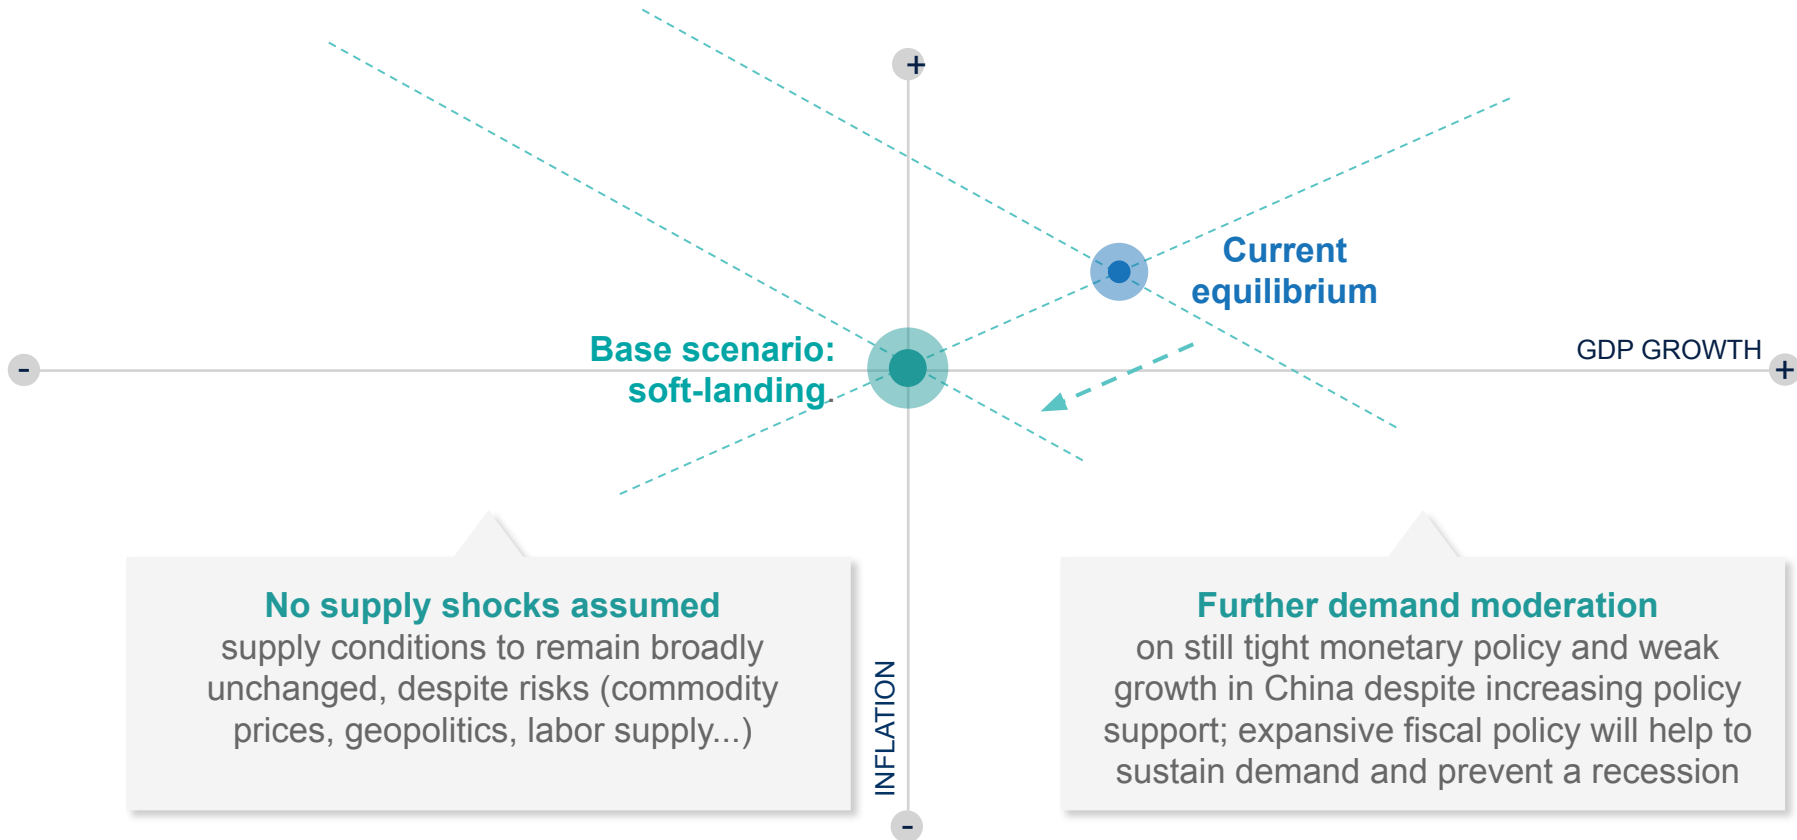 +
Current
equilibrium
Base scenario:
soft-landing.
GDP GROWTH
-
+
No supply shocks assumed
supply conditions to remain broadly
unchanged, despite risks (commodity
prices, geopolitics, labor supply...)
INFLATION
Further demand moderation
on still tight monetary policy and weak
growth in China despite increasing policy
support; expansive fiscal policy will help to
sustain demand and prevent a recession
-